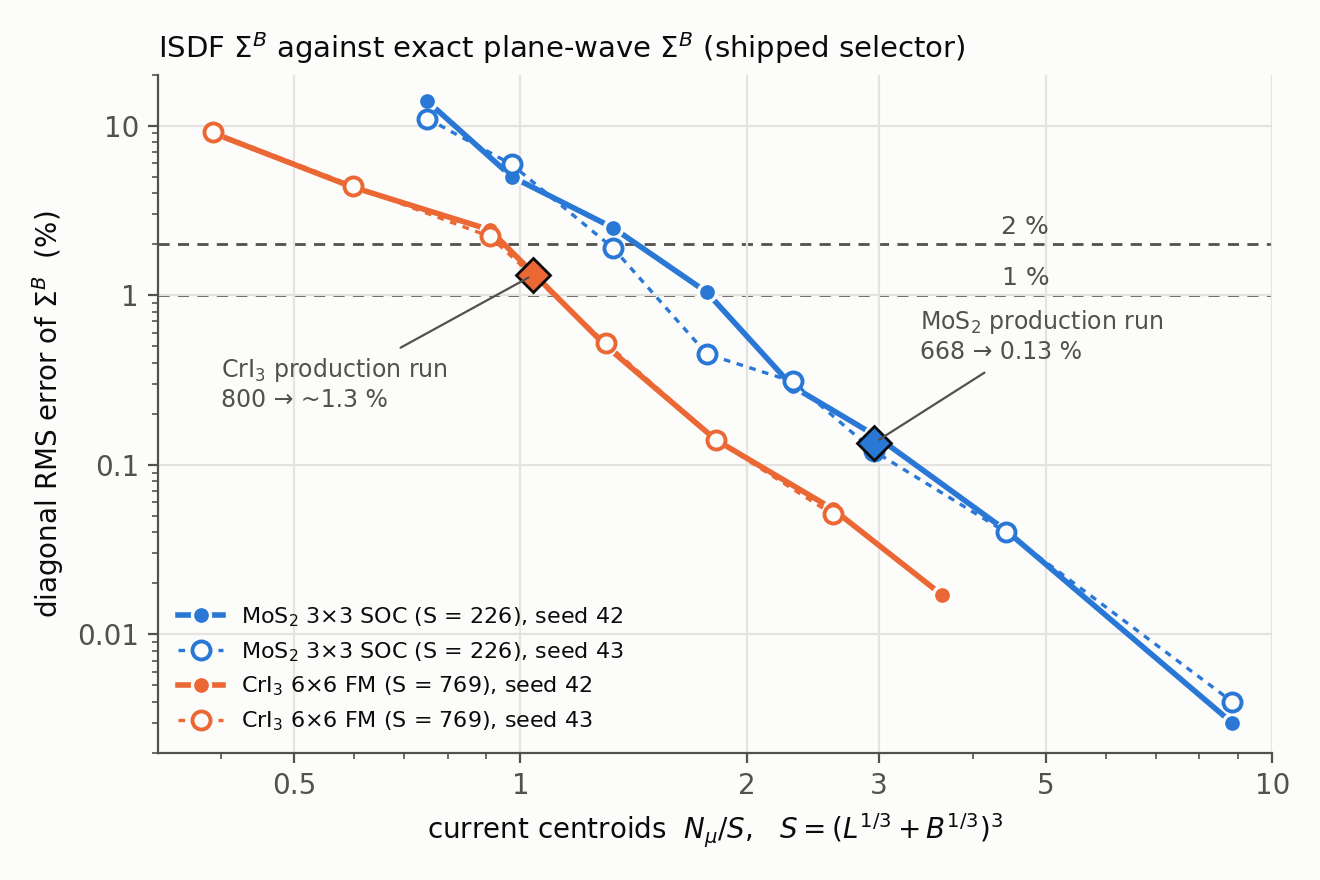 ISDF Σ^B against exact plane-wave Σ^B (shipped selector)
diagonal RMS error of Σ^B (%)
10
1
0.1
0.01
2 %
1 %
MoS₂ production run
668 → 0.13 %
CrI₃ production run
800 → ~1.3 %
MoS₂ 3×3 SOC (S = 226), seed 42
MoS₂ 3×3 SOC (S = 226), seed 43
CrI₃ 6×6 FM (S = 769), seed 42
CrI₃ 6×6 FM (S = 769), seed 43
0.5 1 2 3 5 10
current centroids N_μ/S, S = (L^{1/3} + B^{1/3})^3